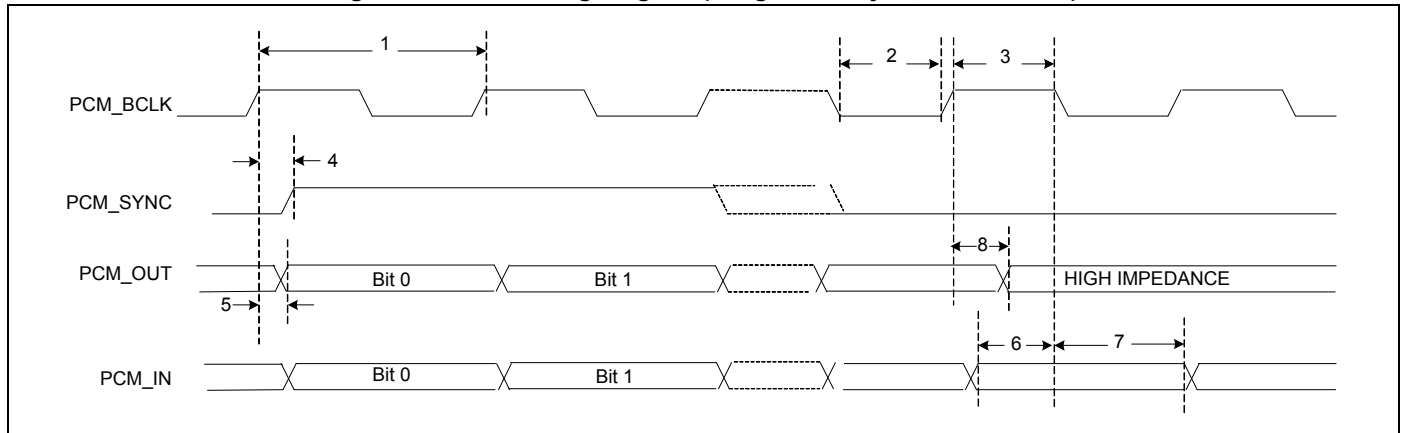 1
2
3
PCM_BCLK
4
PCM_SYNC
8
PCM_OUT
Bit 0
Bit 1
HIGH IMPEDANCE
5
6
7
PCM_IN
Bit 0
Bit 1